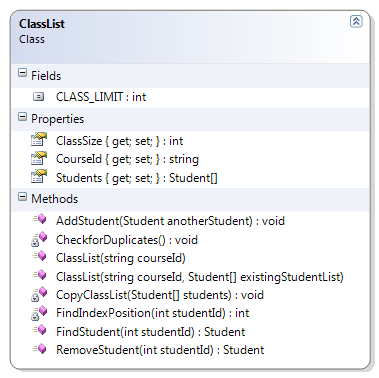 ClassList
Class
Fields
CLASS_LIMIT : int
Properties
ClassSize { get; set; } : int
CourseId { get; set; } : string
Students { get; set; } : Student[]
Methods
AddStudent(Student anotherStudent) : void
CheckforDuplicates() : void
ClassList(string courseId)
ClassList(string courseId, Student[] existingStudentList)
CopyClassList(Student[] students) : void
FindIndexPosition(int studentId) : int
FindStudent(int studentId) : Student
RemoveStudent(int studentId) : Student